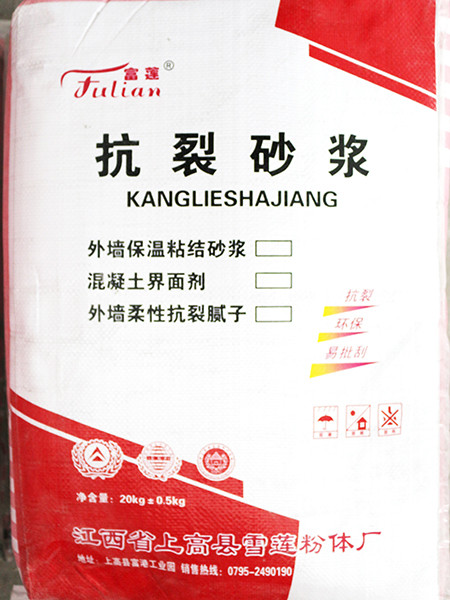 富莲®
Fulian
抗裂砂浆
KANGLIESHAJIANG
外墙保温粘结砂浆
混凝土界面剂
外墙柔性抗裂腻子
抗裂
环保
易批刮
净含量：20kg±0.5kg
江西省上高县雪莲粉体厂
地址：上高县富港工业园 销售热线：0795-2490190